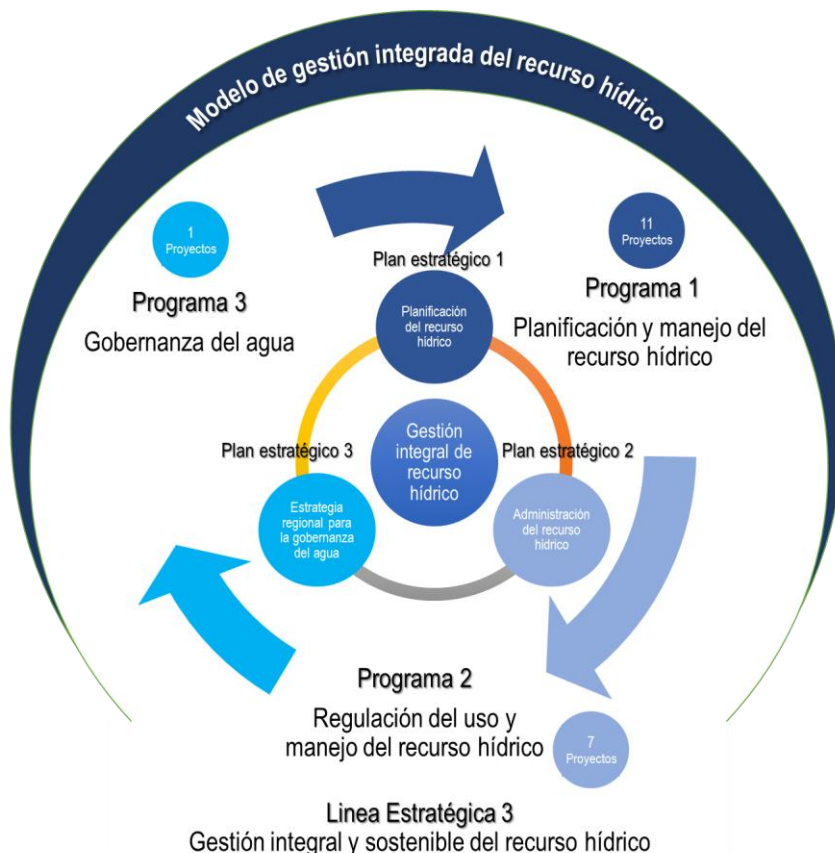 Modelo de gestión integrada del recurso hídrico
1
Proyectos
Programa 3
Gobernanza del agua
11
Proyectos
Programa 1
Planificación y manejo del
recurso hídrico
Plan estratégico 1
Planificación
del recurso
hídrico
Gestión
integral de
recurso
hídrico
Plan estratégico 3
Estrategia
regional para
la gobernanza
del agua
Plan estratégico 2
Administración
del recurso
hídrico
Programa 2
Regulación del uso y
manejo del recurso hídrico
7
Proyectos
Linea Estratégica 3
Gestión integral y sostenible del recurso hídrico